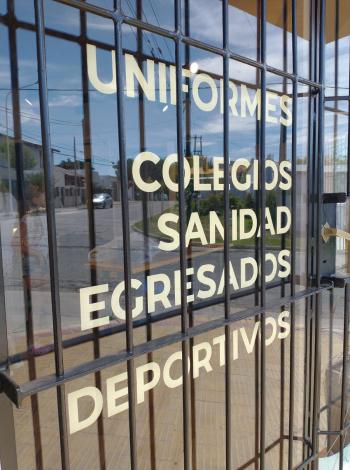 UNIFORMES
COLEGIOS
SANIDAD
EGRESADOS
DEPORTIVOS